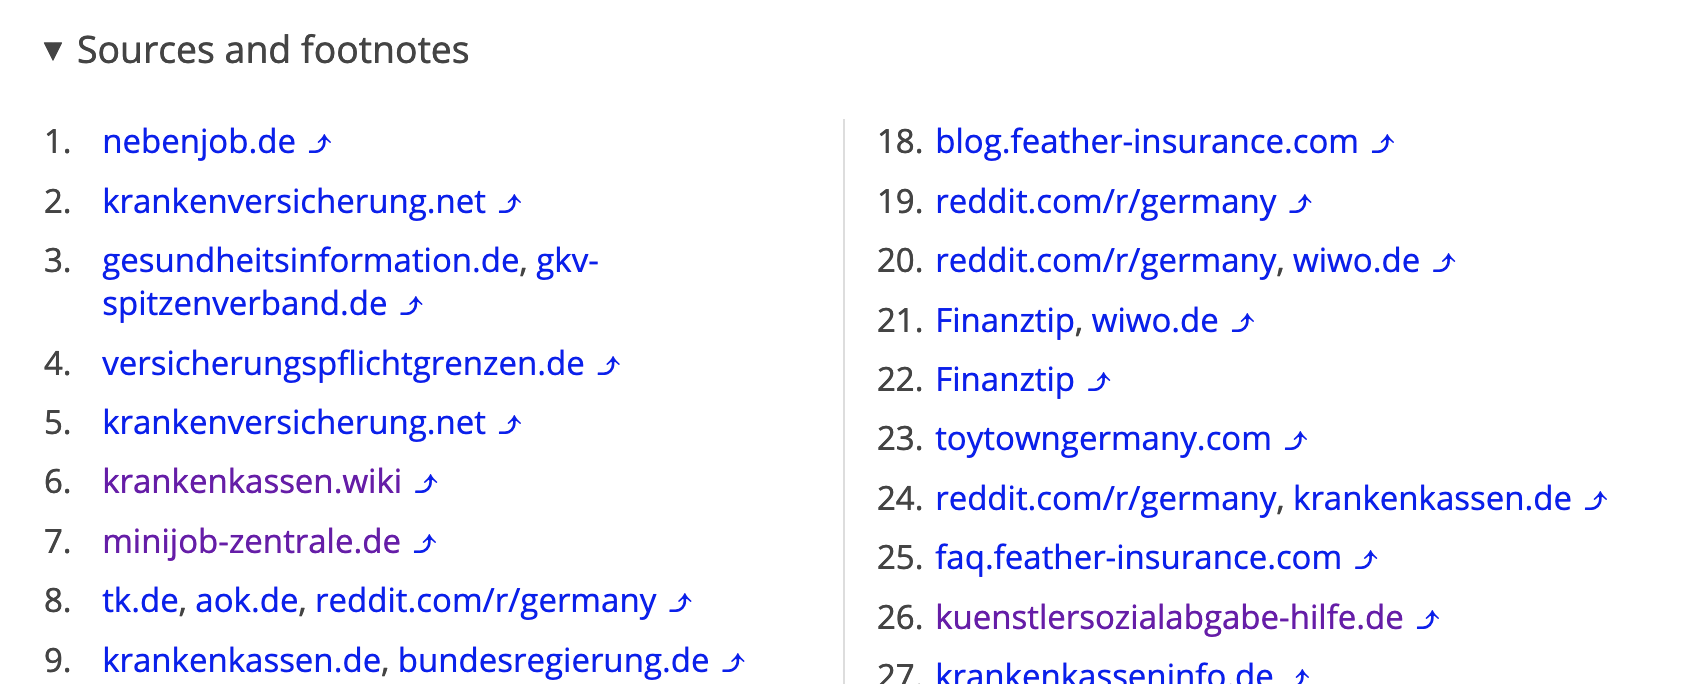 ▼ Sources and footnotes
1. nebenjob.de ⤴
2. krankenversicherung.net ⤴
3. gesundheitsinformation.de, gkv-
spitzenverband.de ⤴
4. versicherungspflichtgrenzen.de ⤴
5. krankenversicherung.net ⤴
6. krankenkassen.wiki ⤴
7. minijob-zentrale.de ⤴
8. tk.de, aok.de, reddit.com/r/germany ⤴
9. krankenkassen.de, bundesregierung.de ⤴
18. blog.feather-insurance.com ⤴
19. reddit.com/r/germany ⤴
20. reddit.com/r/germany, wiwo.de ⤴
21. Finanztip, wiwo.de ⤴
22. Finanztip ⤴
23. toytowngermany.com ⤴
24. reddit.com/r/germany, krankenkassen.de ⤴
25. faq.feather-insurance.com ⤴
26. kuenstlersozialabgabe-hilfe.de ⤴
27. krankenkasseninfo.de ⤴